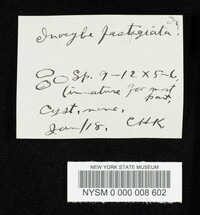 Inocybe fastigiata.
Sp. 9-12 X 5-6,
(immature for most
part.
Cyst, none,
Jan/18, CHK
NEW YORK STATE MUSEUM
NYSM 0 000 008 602